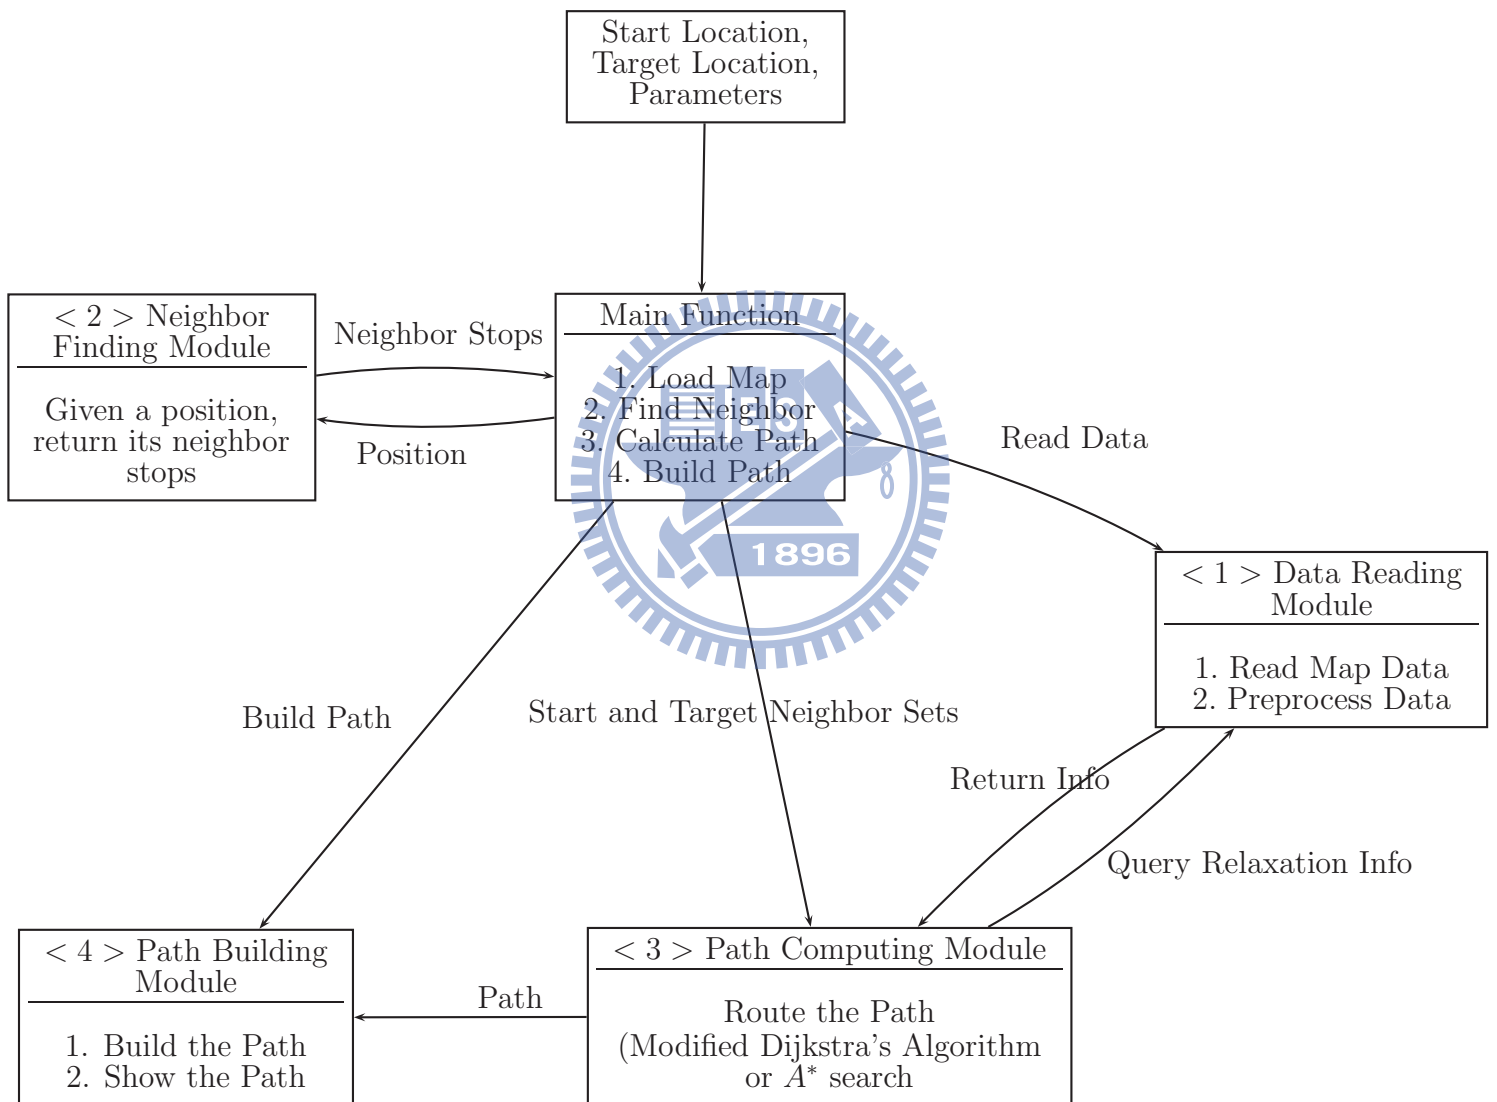 Start Location,
Target Location,
Parameters
< 2 > Neighbor
Finding Module
Given a position,
return its neighbor
stops
Neighbor Stops
Position
Main Function
1. Load Map
2. Find Neighbor
3. Calculate Path
4. Build Path
ES
A
1896
Read Data
< 1 > Data Reading
Module
1. Read Map Data
2. Preprocess Data
Build Path
Start and Target Neighbor Sets
Return Info
Query Relaxation Info
< 4 > Path Building
Module
1. Build the Path
2. Show the Path
Path
< 3 > Path Computing Module
Route the Path
(Modified Dijkstra's Algorithm
or A* search